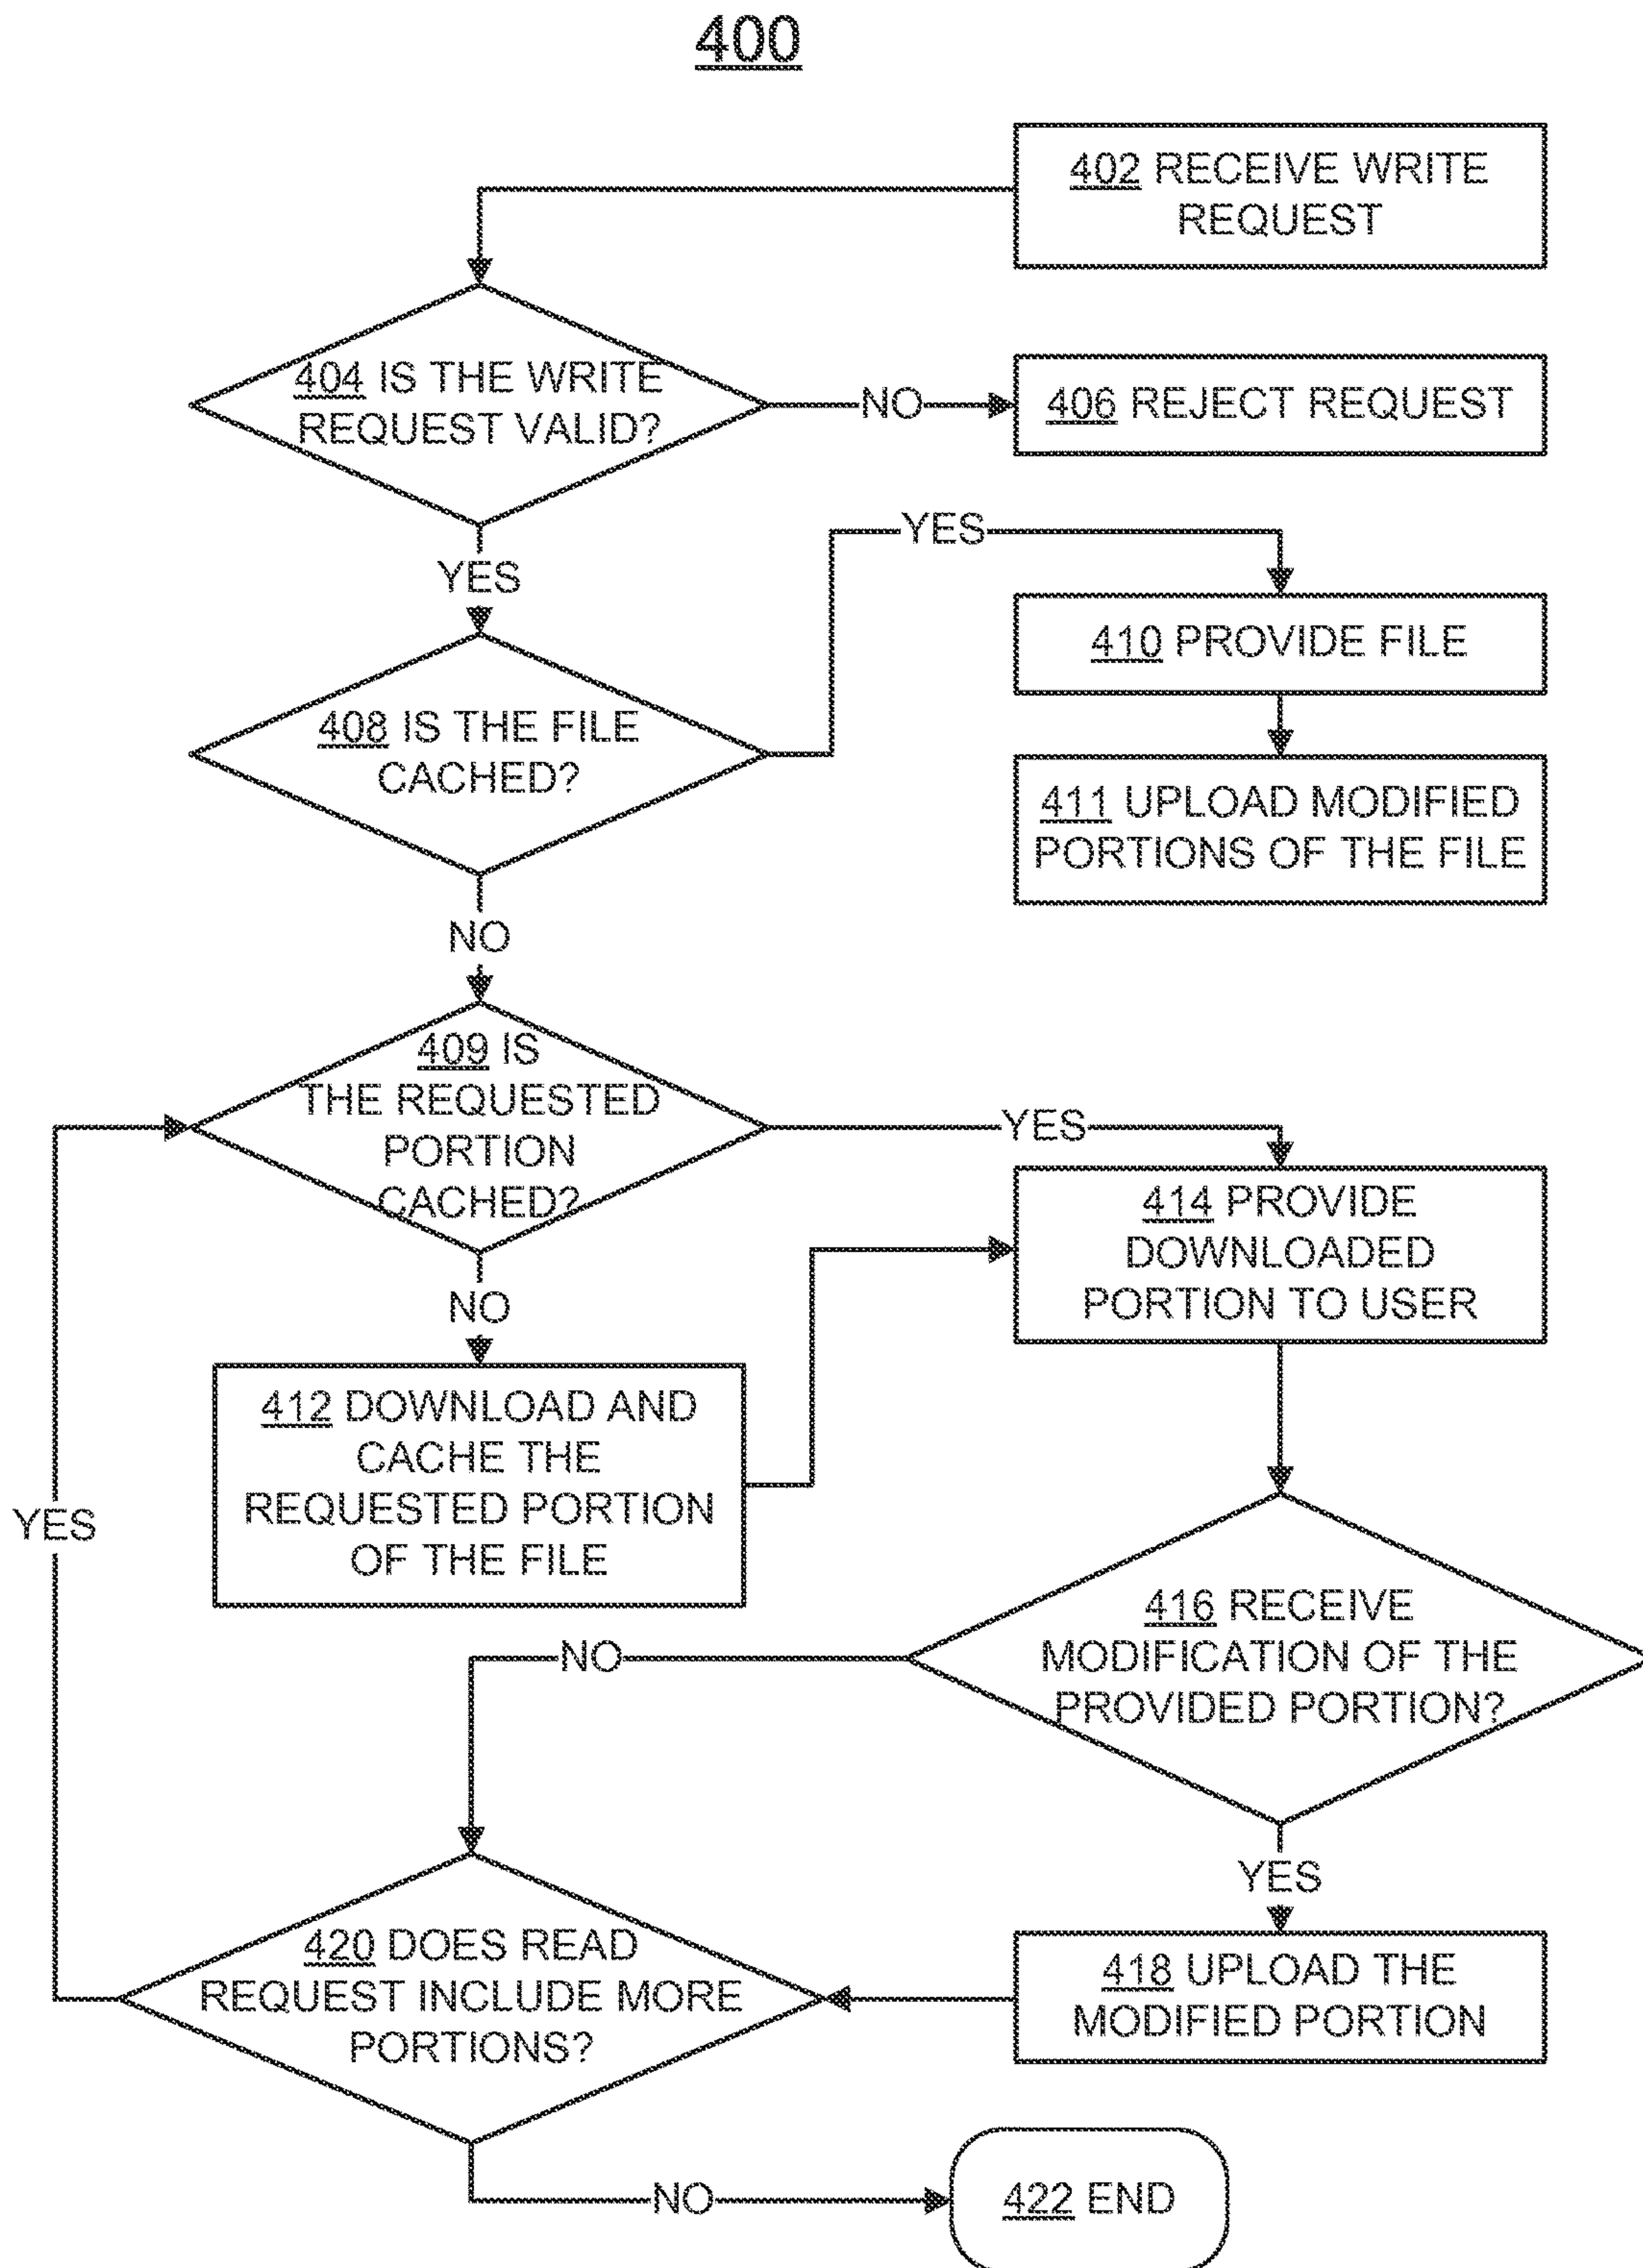 400
402 RECEIVE WRITE
REQUEST
404 IS THE WRITE
REQUEST VALID?
NO
406 REJECT REQUEST
YES
YES
410 PROVIDE FILE
408 IS THE FILE
CACHED?
411 UPLOAD MODIFIED
PORTIONS OF THE FILE
NO
409 IS
THE REQUESTED
PORTION
CACHED?
YES
414 PROVIDE
DOWNLOADED
PORTION TO USER
NO
412 DOWNLOAD AND
CACHE THE
REQUESTED PORTION
OF THE FILE
YES
416 RECEIVE
MODIFICATION OF THE
PROVIDED PORTION?
NO
YES
420 DOES READ
REQUEST INCLUDE MORE
PORTIONS?
418 UPLOAD THE
MODIFIED PORTION
NO
422 END